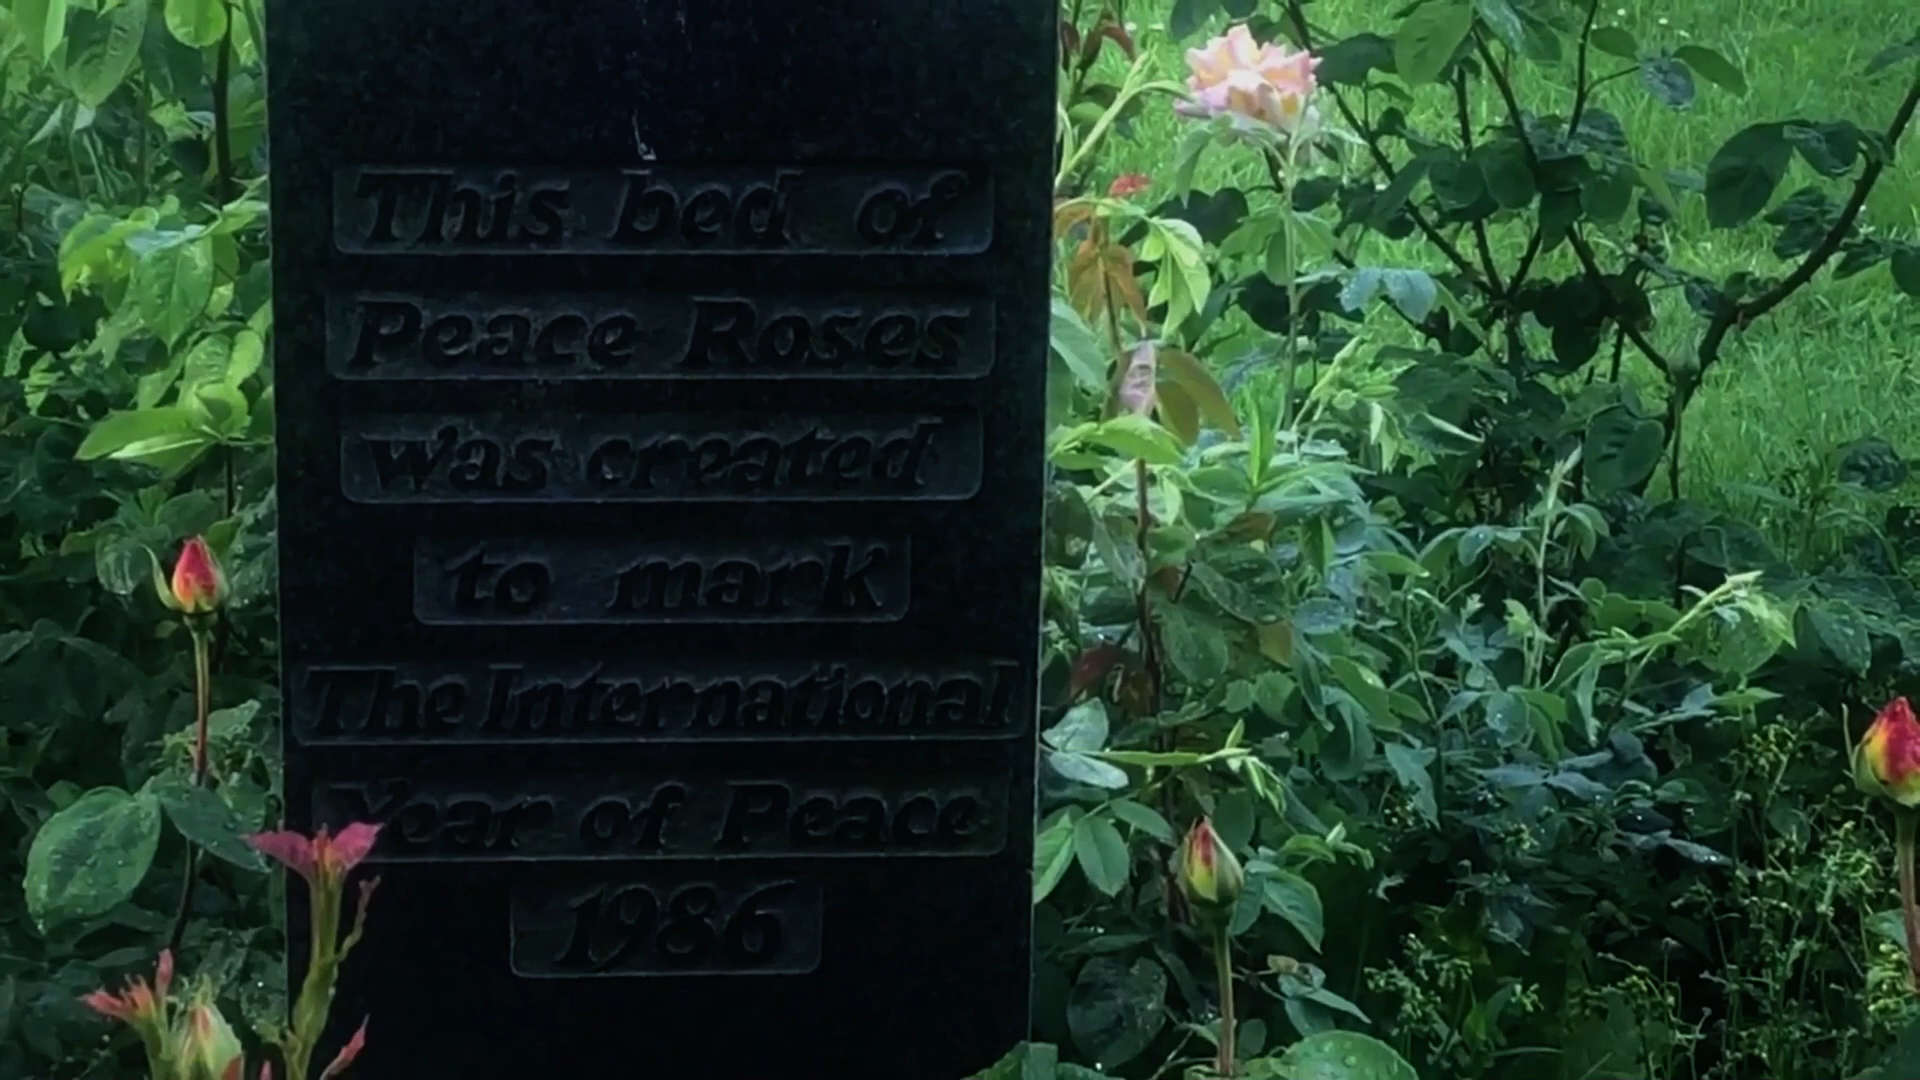 This bed of
Peace Roses
was created
to mark
The International
Year of Peace
1986